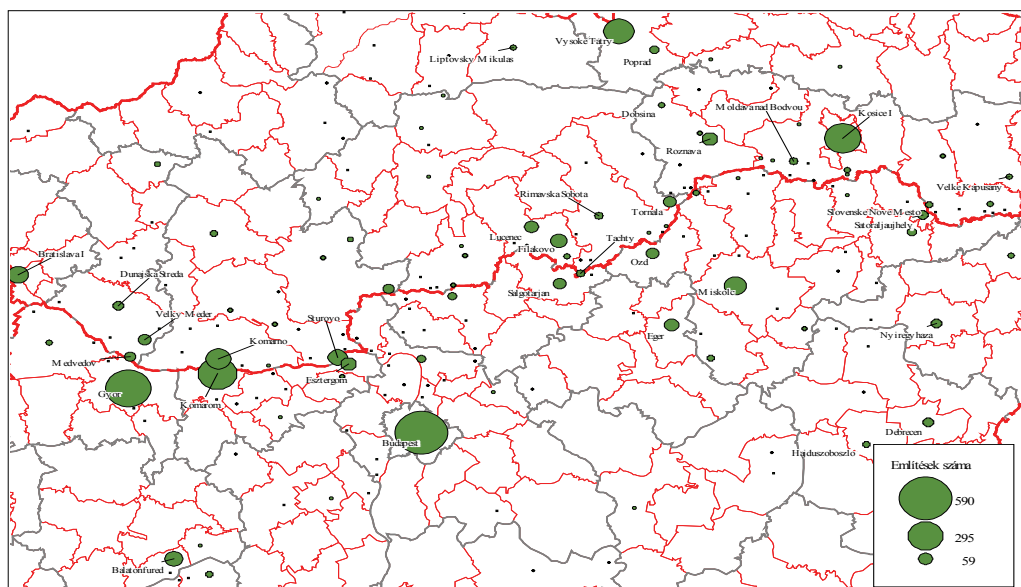 Vysoke Tatry
Liptovsky Mikulas
Poprad
Dobsina
Moldava nad Bodvou
Kosice I
Roznava
Rimavska Sobota
Velke Kapusany
Tornala
Slovenske Nove Mesto
Satoraljaujhely
Lucenec
Filakovo
Tachty
Bratislava I
Ozd
Dunajska Streda
Salgotarjan
Miskolc
Velky Meder
Sturovo
Komarno
Nyiregyhaza
Eger
Medvedov
Esztergom
Gyor
Komarom
Budapest
Debrecen
Hajduszoboszlo
Balatonfured
Említések száma
590
295
59